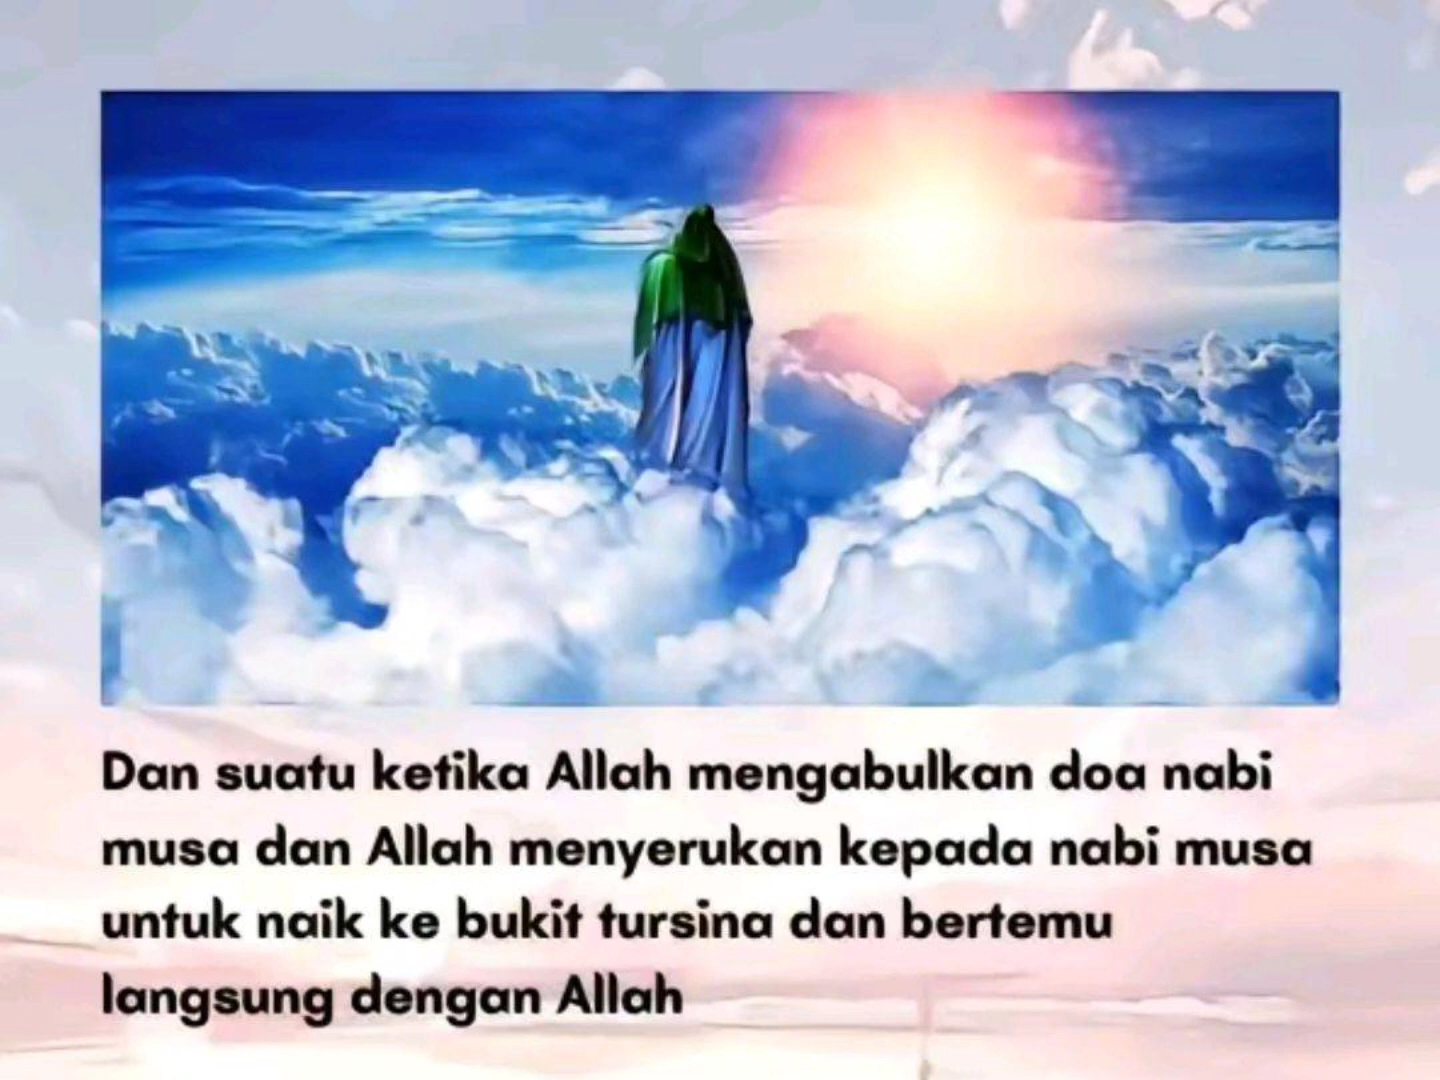 Dan suatu ketika Allah mengabulkan doa nabi
musa dan Allah menyerukan kepada nabi musa
untuk naik ke bukit tursina dan bertemu
langsung dengan Allah